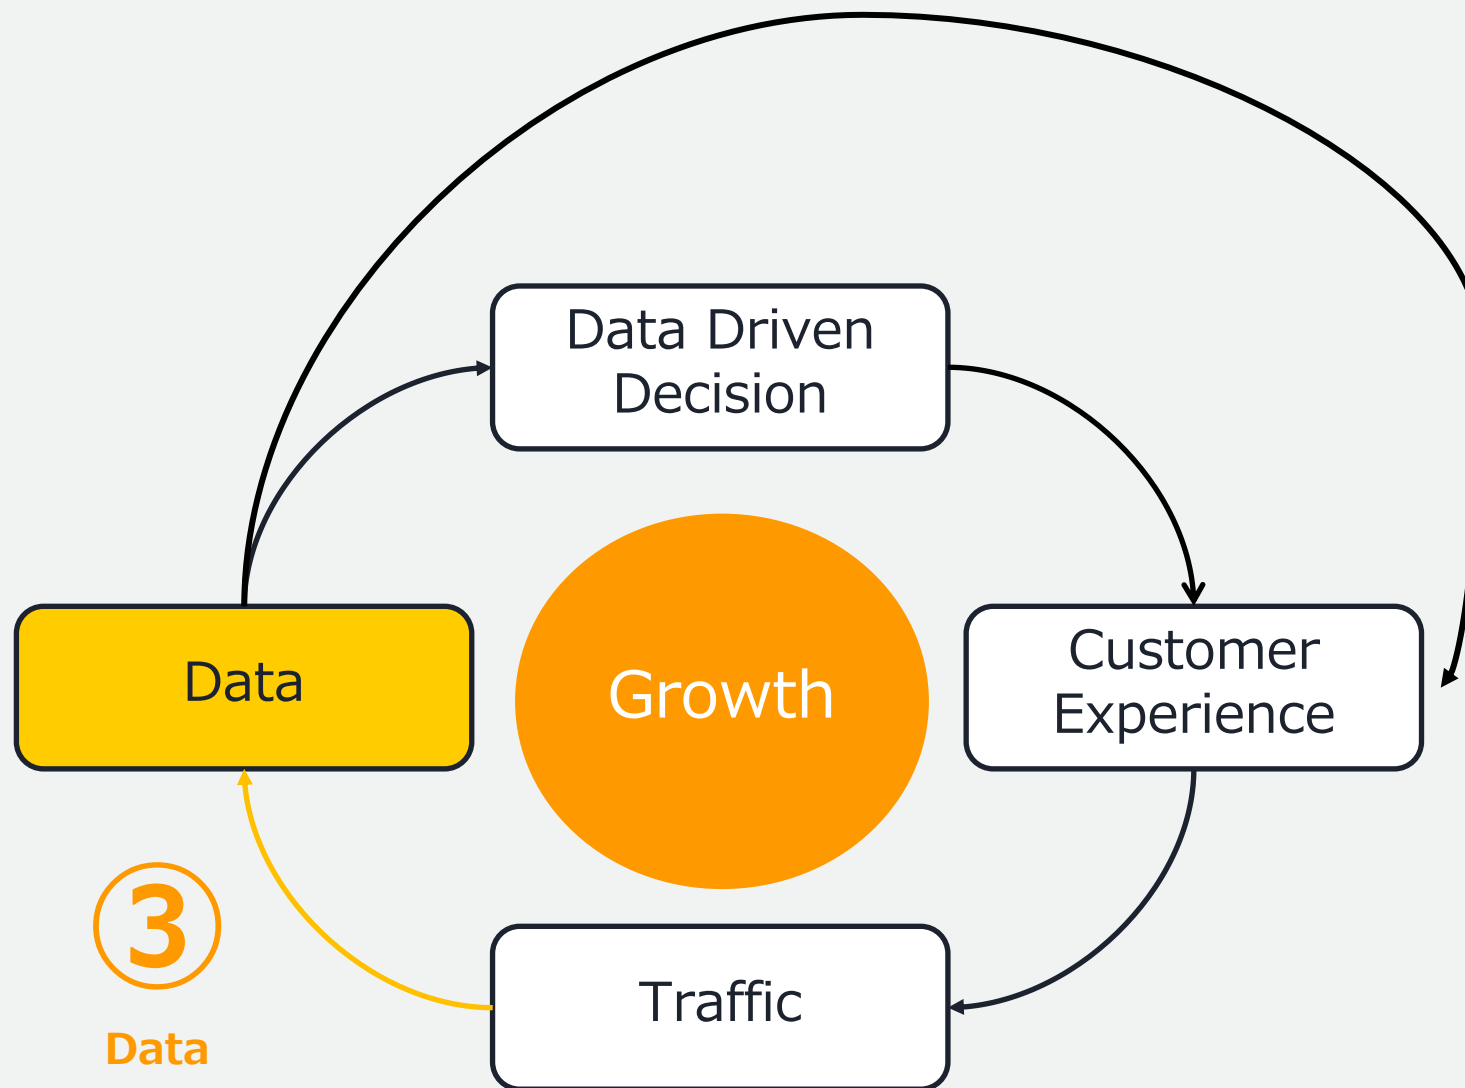 Data Driven
Decision
Data
Growth
Customer
Experience
③
Data
Traffic